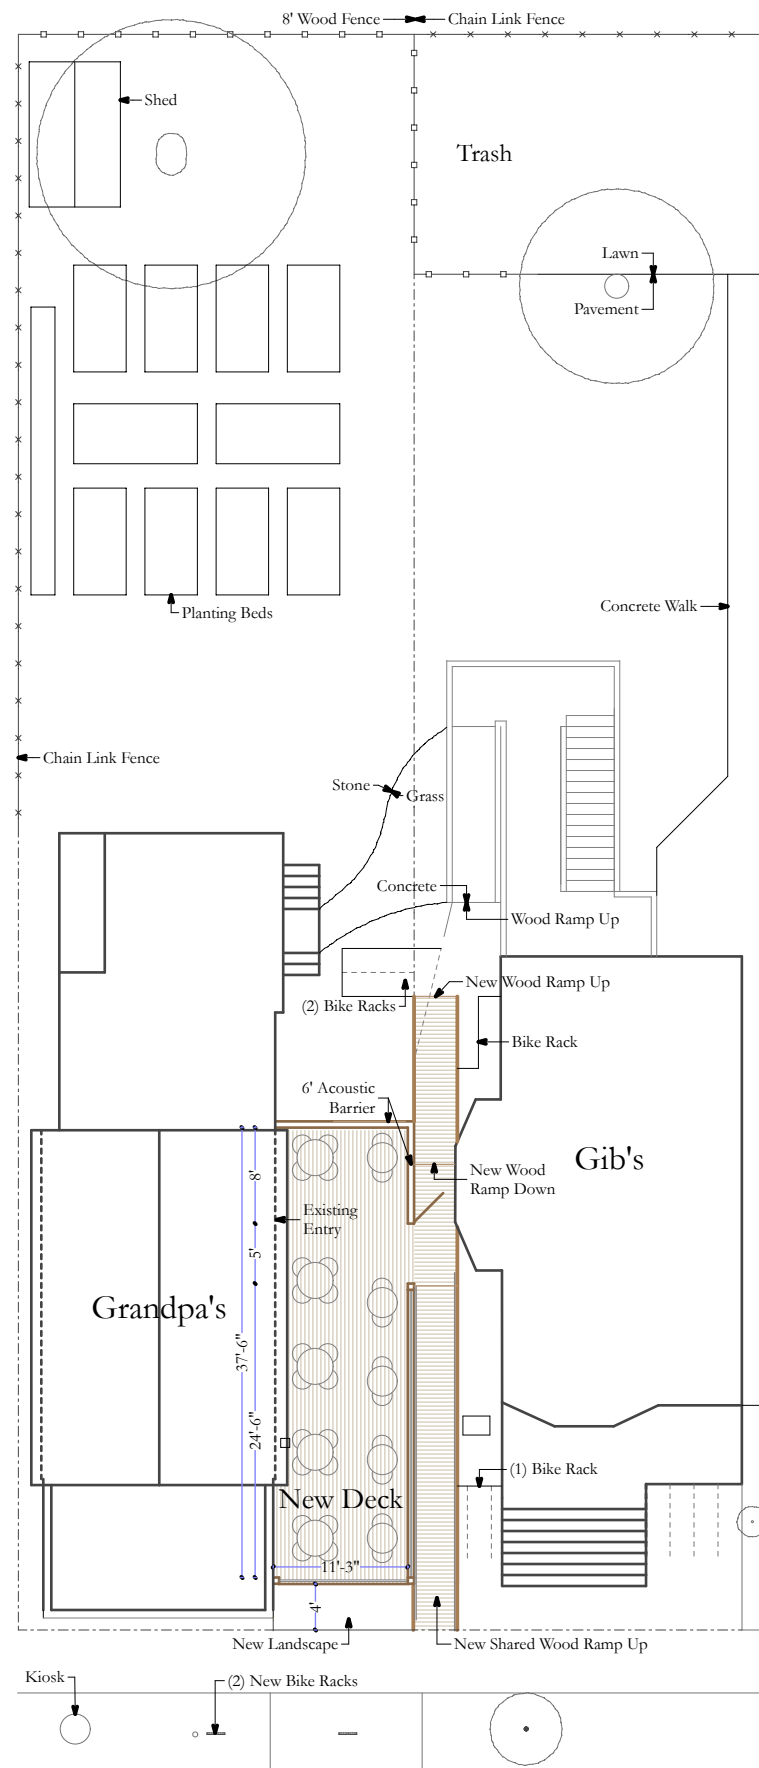 8' Wood Fence
Chain Link Fence
Shed
Trash
Lawn
Pavement
Concrete Walk
Planting Beds
Chain Link Fence
Stone
Grass
Concrete
Wood Ramp Up
New Wood Ramp Up
(2) Bike Racks
Bike Rack
6' Acoustic
Barrier
Gib's
New Wood
Ramp Down
8'
Existing
Entry
5'
Grandpa's
37'-6"
24'-6"
(1) Bike Rack
New Deck
11'-3"
4'
New Landscape
New Shared Wood Ramp Up
Kiosk
(2) New Bike Racks